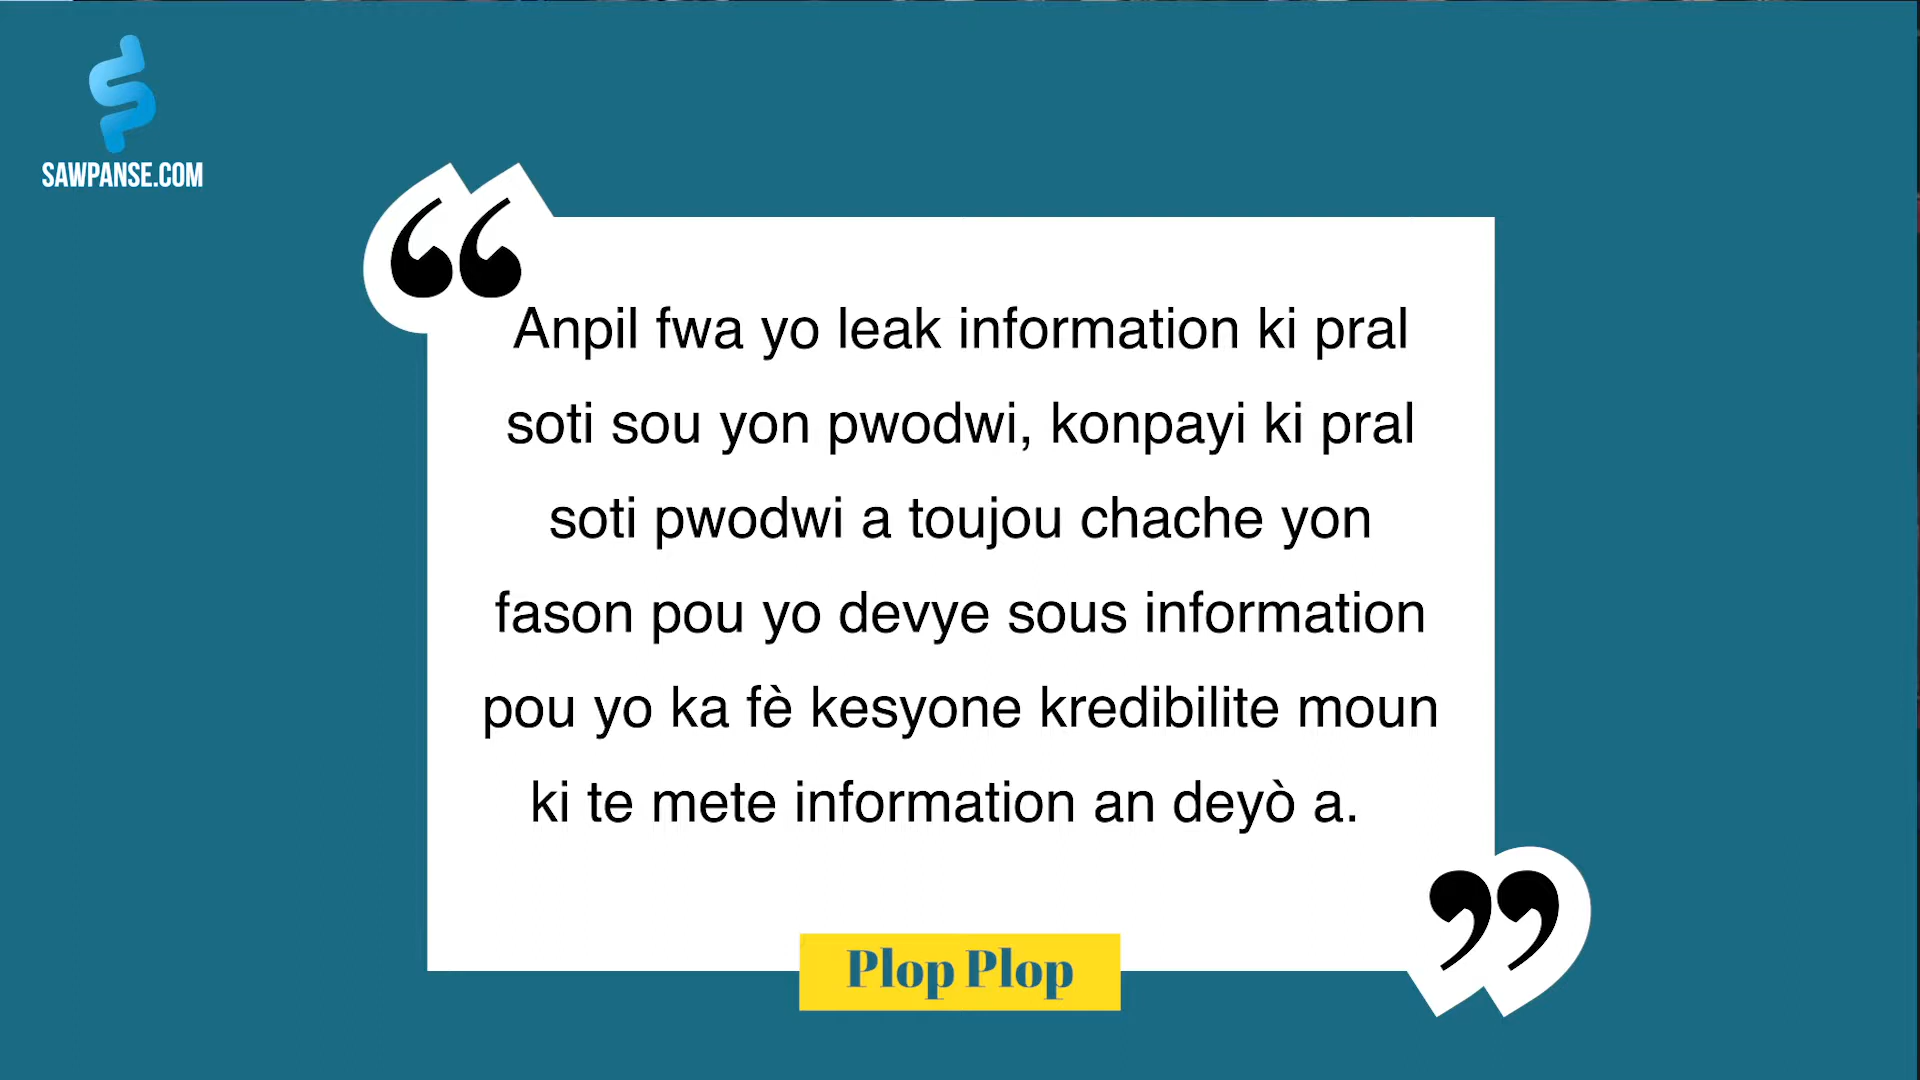 SAWPANSE.COM
Anpil fwa yo leak information ki pral
soti sou yon pwodwi, konpayi ki pral
soti pwodwi a toujou chache yon
fason pou yo devye sous information
pou yo ka fè kesyone kredibilite moun
ki te mete information an deyò a.
Plop Plop